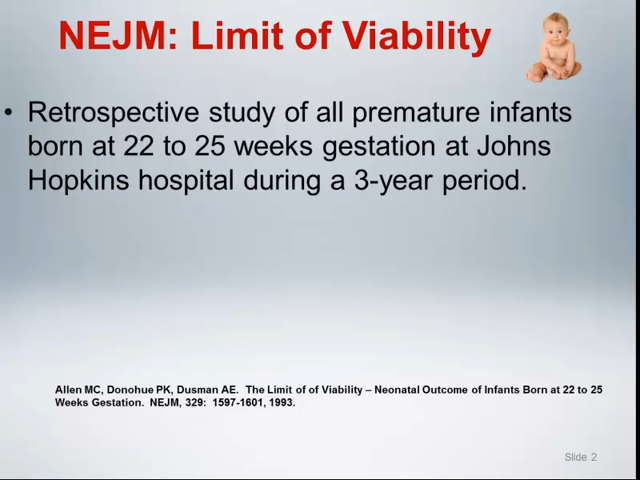 NEJM: Limit of Viability
• Retrospective study of all premature infants
born at 22 to 25 weeks gestation at Johns
Hopkins hospital during a 3-year period.
Allen MC, Donohue PK, Dusman AE.  The Limit of of Viability – Neonatal Outcome of Infants Born at 22 to 25
Weeks Gestation.  NEJM, 329:  1597-1601, 1993.
Slide 2